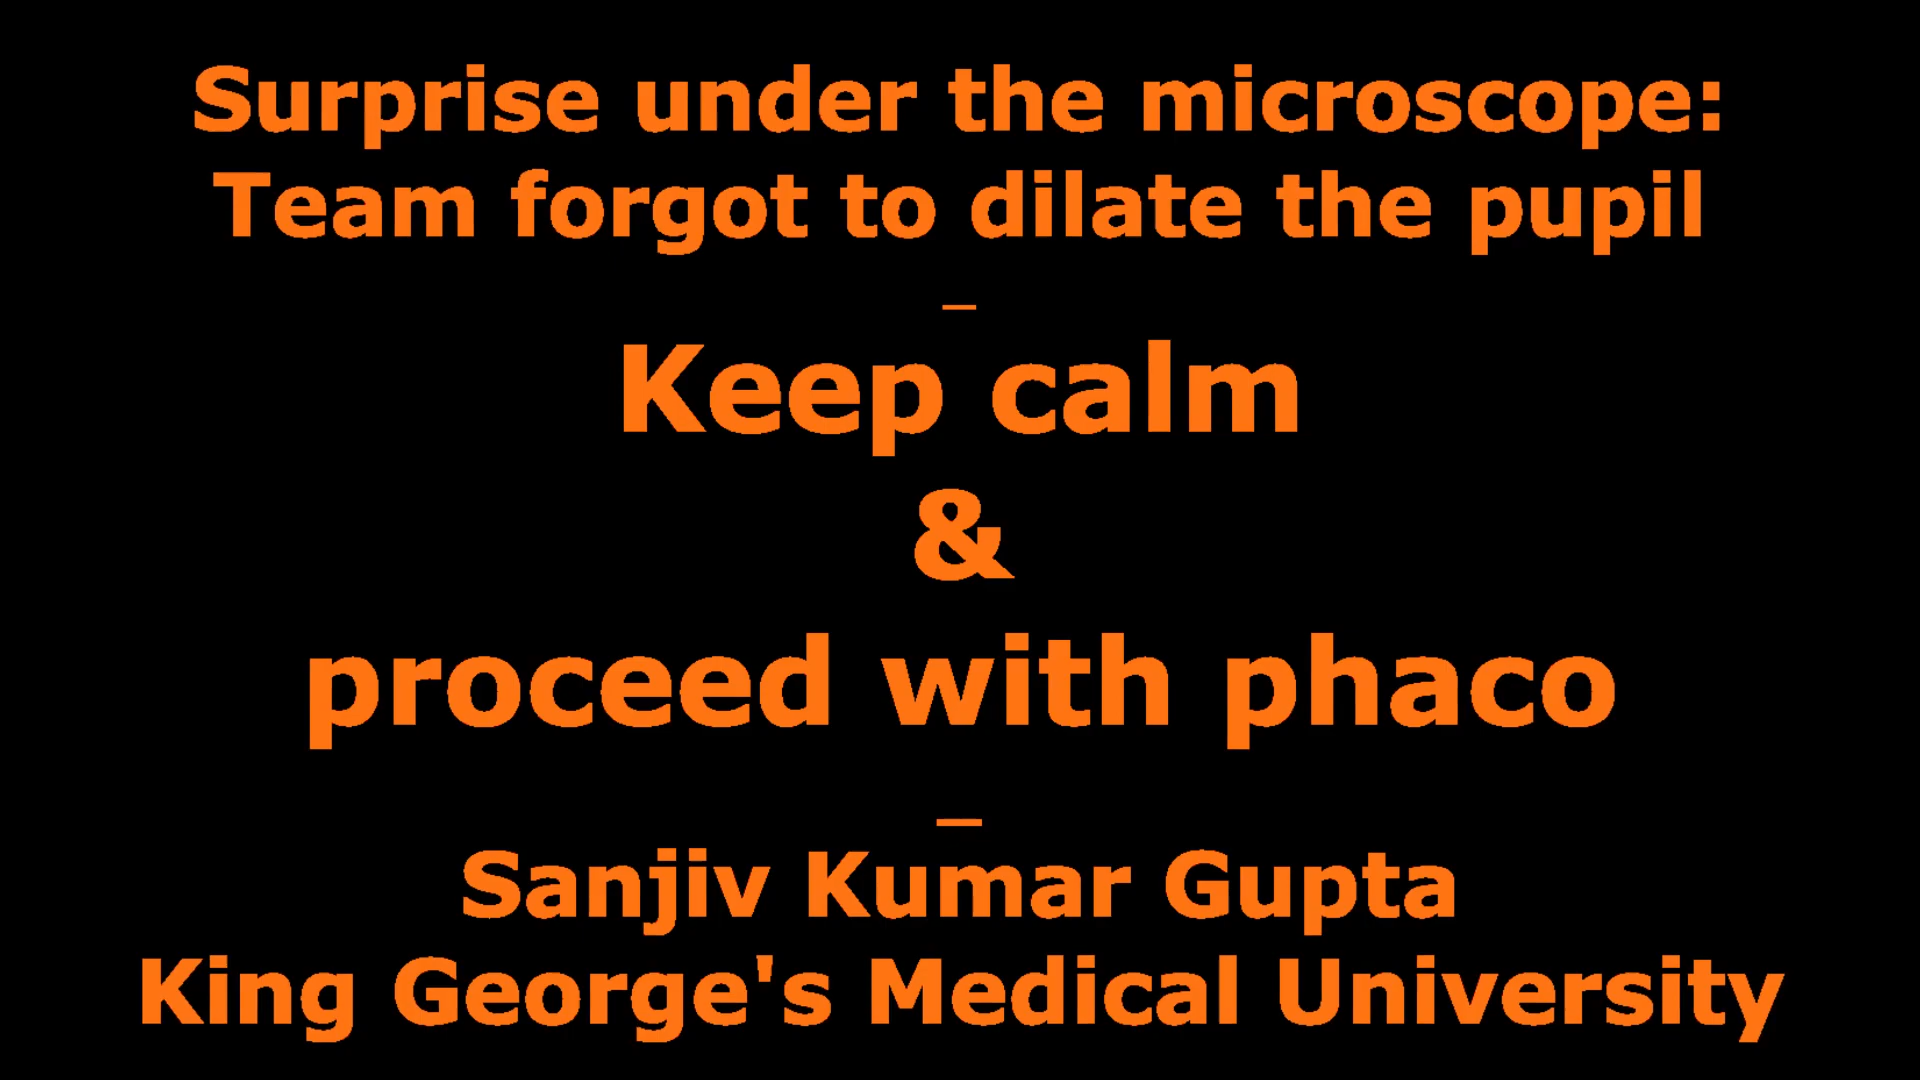 Surprise under the microscope:
Team forgot to dilate the pupil
–
Keep calm
&
proceed with phaco
–
Sanjiv Kumar Gupta
King George's Medical University